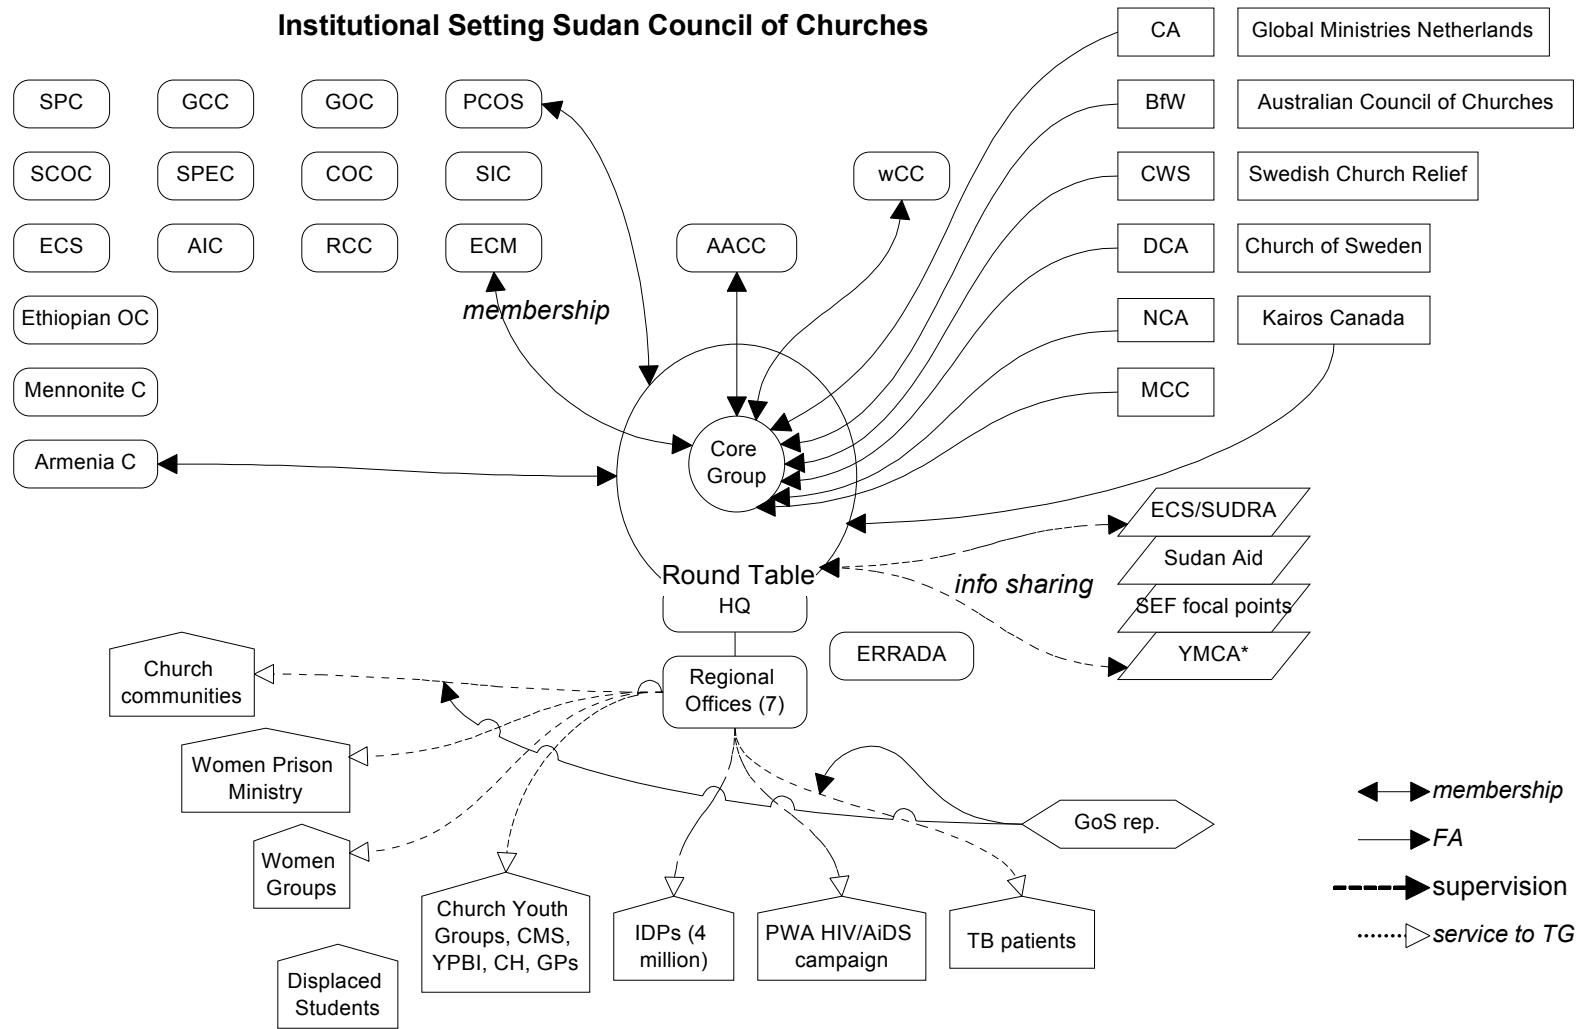 Institutional Setting Sudan Council of Churches
CA
Global Ministries Netherlands
SPC
GCC
GOC
PCOS
BfW
Australian Council of Churches
SCOC
SPEC
COC
SIC
wCC
CWS
Swedish Church Relief
ECS
AIC
RCC
ECM
AACC
DCA
Church of Sweden
membership
Ethiopian OC
NCA
Kairos Canada
Mennonite C
MCC
Armenia C
Core
Group
ECS/SUDRA
Sudan Aid
Round Table
info sharing
HQ
SEF focal points
ERRADA
YMCA*
Church
communities
Regional
Offices (7)
Women Prison
Ministry
GoS rep.
membership
FA
Women
Groups
supervision
Church Youth
Groups, CMS,
YPBI, CH, GPs
IDPs (4
million)
PWA HIV/AiDS
campaign
TB patients
service to TG
Displaced
Students